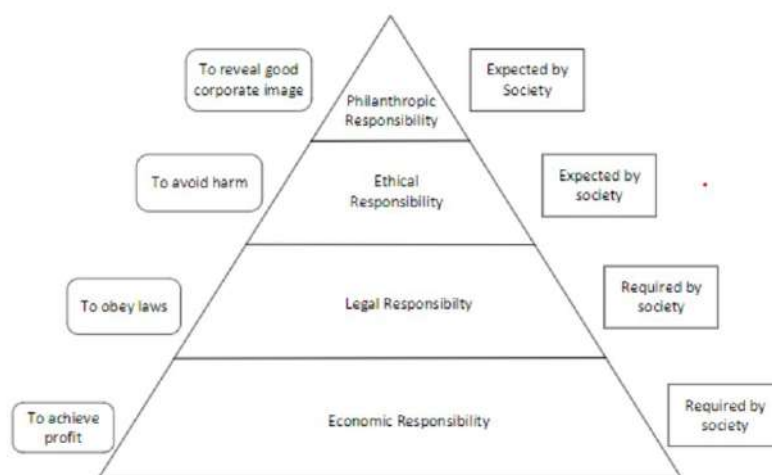 To reveal good
corporate image
Philanthropic
Responsibility
Expected by
Society
To avoid harm
Ethical
Responsibility
Expected by
society
To obey laws
Legal Responsibilty
Required by
society
To achieve
profit
Economic Responsibility
Required by
society